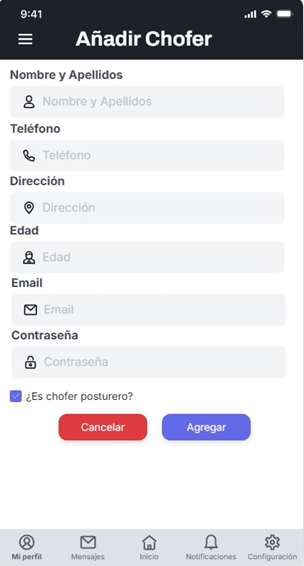 9:41
Añadir Chofer
Nombre y Apellidos
Nombre y Apellidos
Teléfono
Teléfono
Dirección
Dirección
Edad
Edad
Email
Email
Contraseña
Contraseña
¿Es chofer posturero?
Cancelar Agregar
Mi perfil Mensajes Inicio Notificaciones Configuración